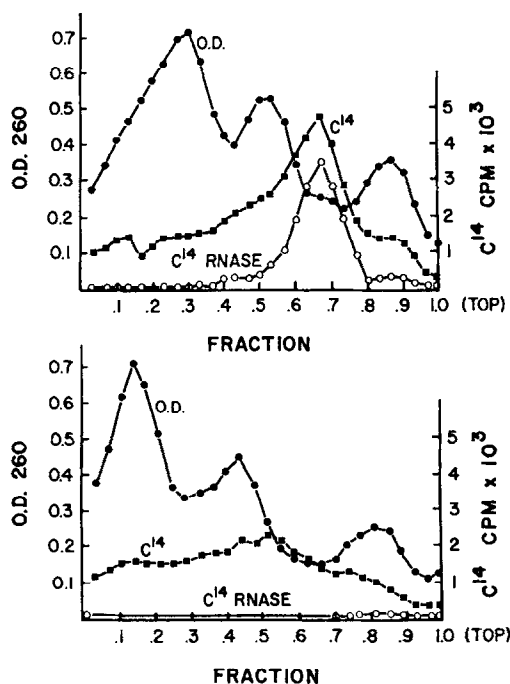 0.7
0.6
0.5
0.4
0.3
0.2
0.1
O.D. 260
O.D.
C14
C14 RNASE
5
4
3
2
1
C14 CPM x 10³
.1 .2 .3 .4 .5 .6 .7 .8 .9 1.0 (TOP)
FRACTION
0.7
0.6
0.5
0.4
0.3
0.2
0.1
O.D. 260
O.D.
C14
C14 RNASE
5
4
3
2
1
C14 CPM x 10³
.1 .2 .3 .4 .5 .6 .7 .8 .9 1.0 (TOP)
FRACTION